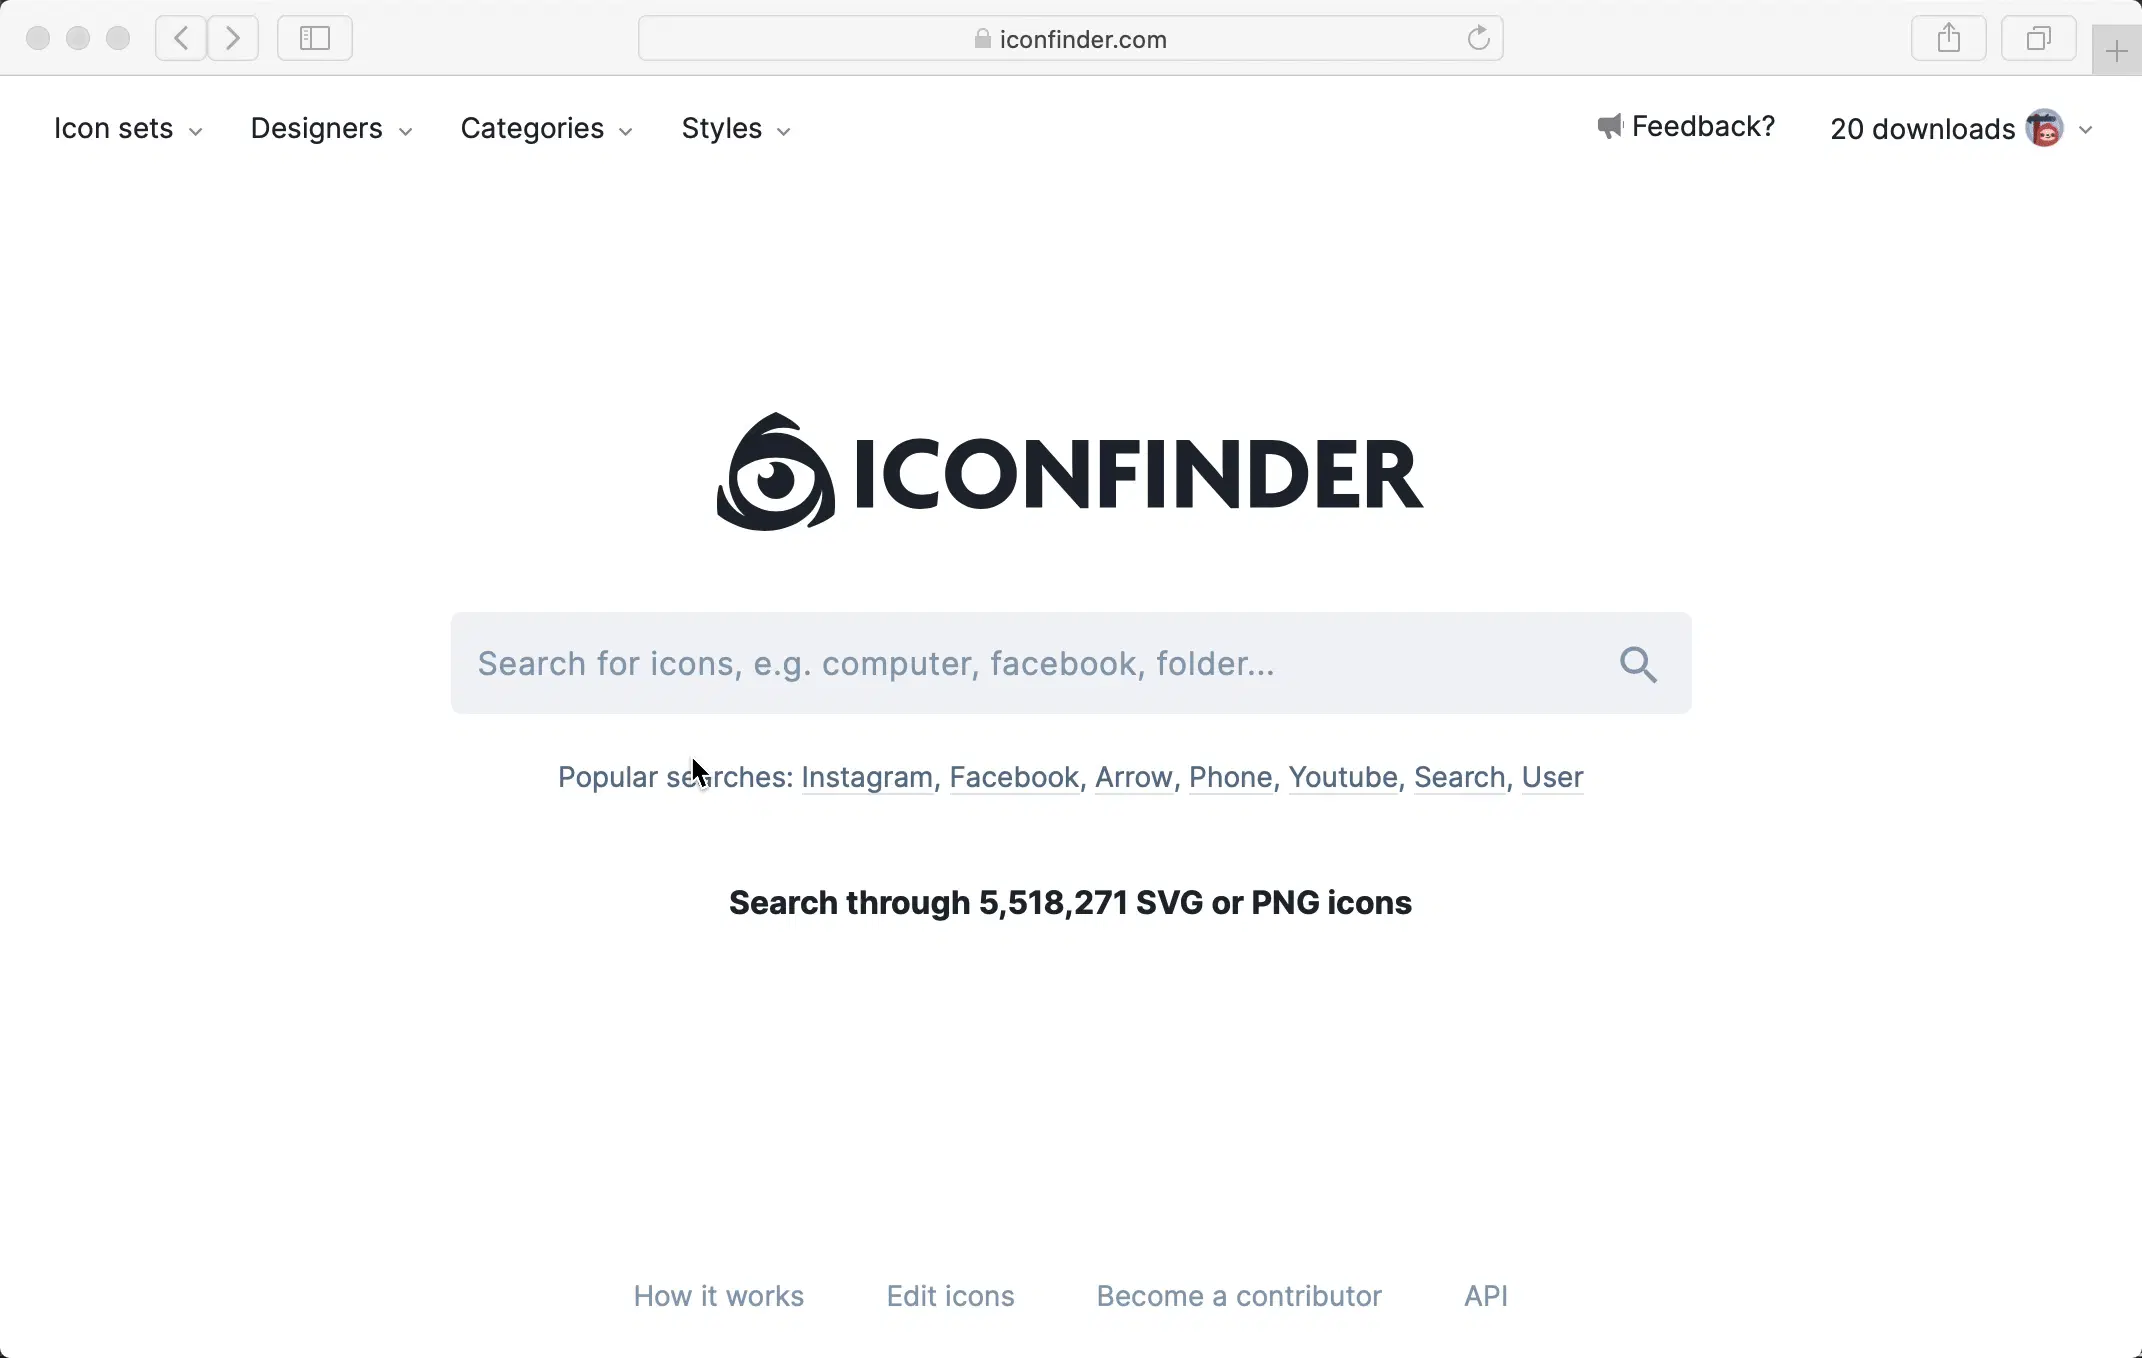 iconfinder.com
Icon sets Designers Categories Styles Feedback? 20 downloads
ICONFINDER
Search for icons, e.g. computer, facebook, folder...
Popular searches: Instagram, Facebook, Arrow, Phone, Youtube, Search, User
Search through 5,518,271 SVG or PNG icons
How it works Edit icons Become a contributor API